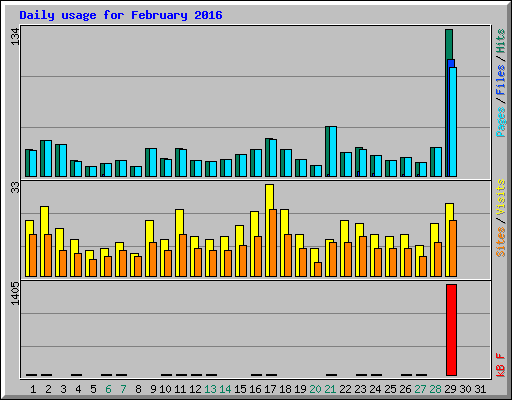 Daily usage for February 2016
134
Pages / Files / Hits
33
Sites / Visits
1405
kB F
1 2 3 4 5 6 7 8 9 10 11 12 13 14 15 16 17 18 19 20 21 22 23 24 25 26 27 28 29 30 31